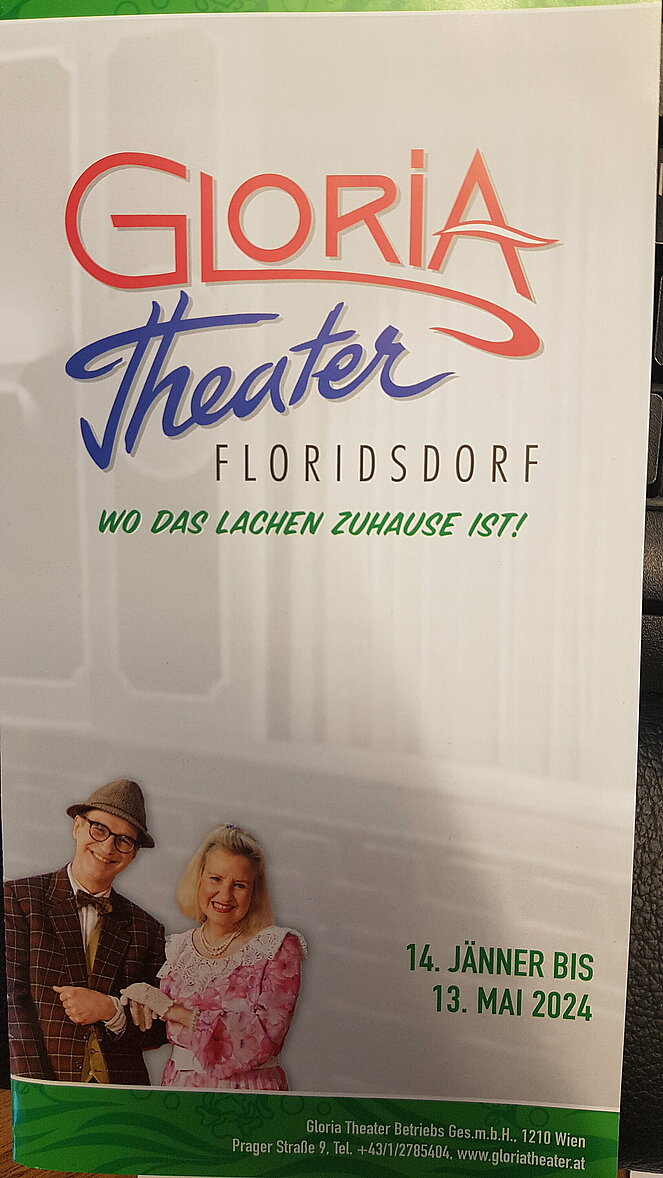 GLORiA
Theater
FLORIDSDORF
WO DAS LACHEN ZUHAUSE IST!
14. JÄNNER BIS
13. MAI 2024
Gloria Theater Betriebs Ges.m.b.H., 1210 Wien
Prager Straße 9, Tel. +43/1/2785404, www.gloriatheater.at